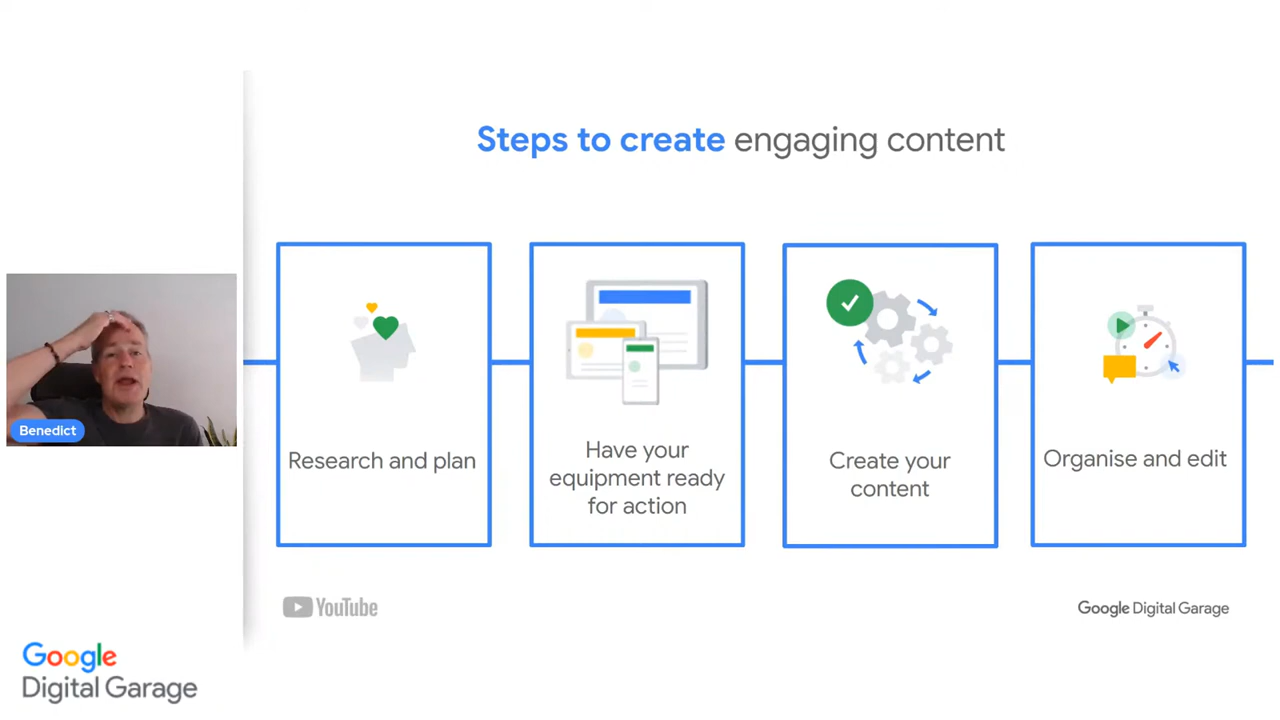 Steps to create engaging content
Research and plan
Have your
equipment ready
for action
Create your
content
Organise and edit
Benedict
YouTube
Google Digital Garage
Google
Digital Garage